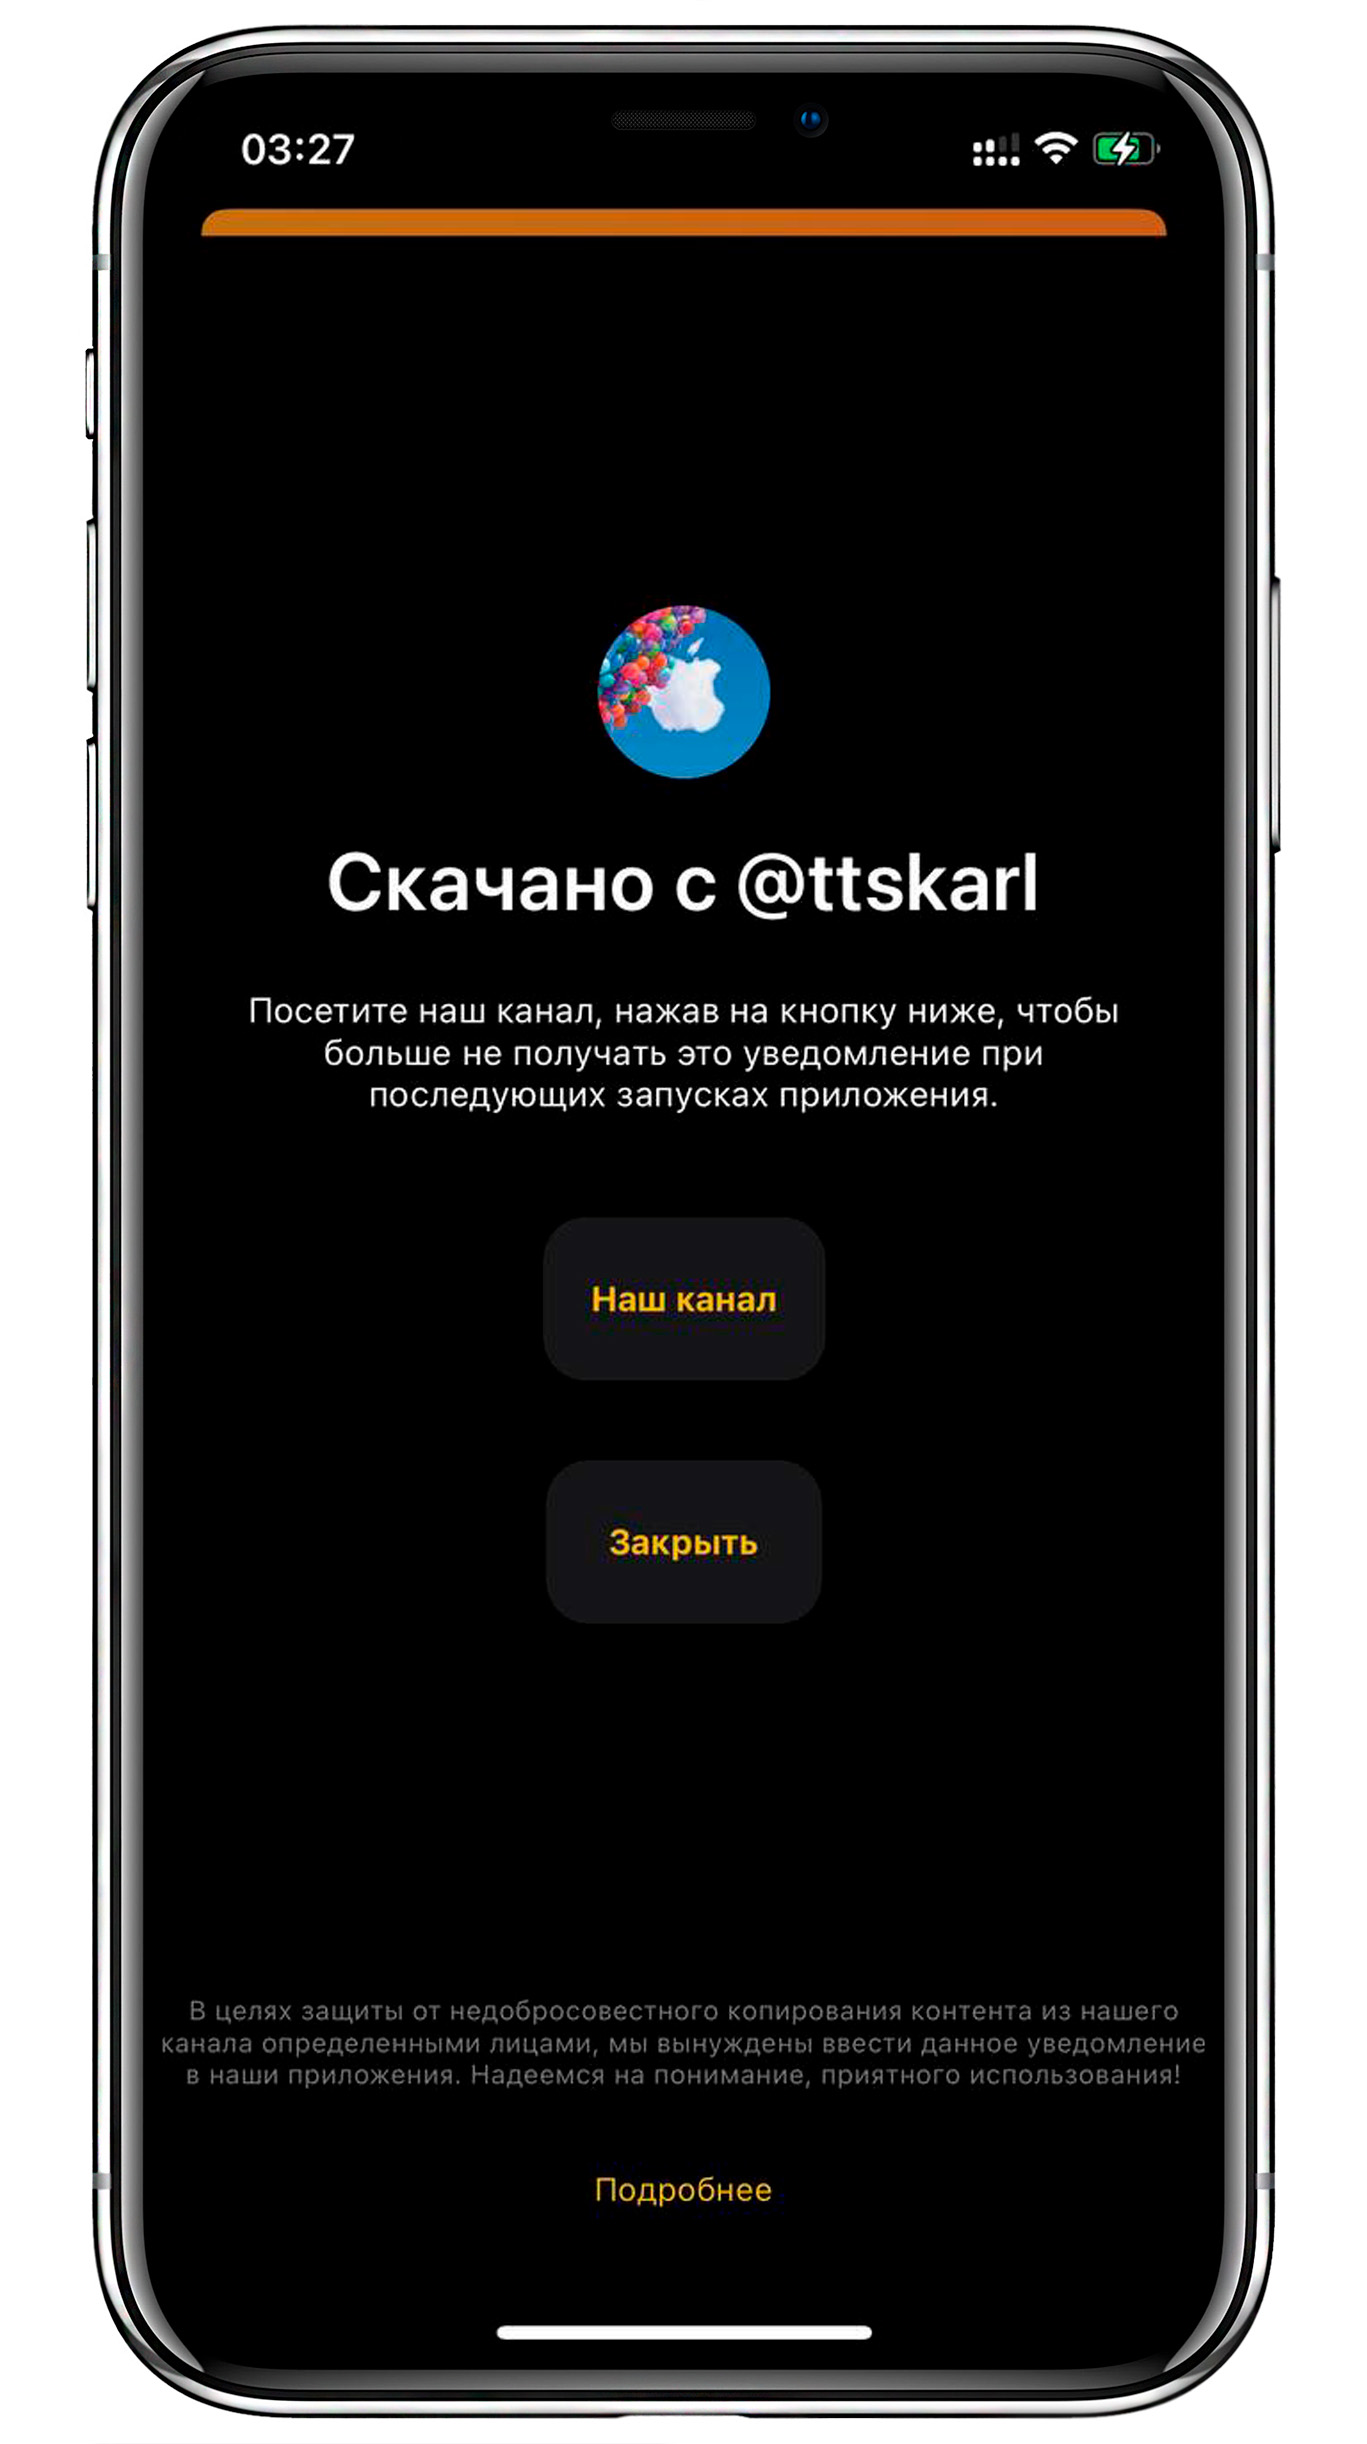 03:27
Скачано с @ttskarl
Посетите наш канал, нажав на кнопку ниже, чтобы
больше не получать это уведомление при
последующих запусках приложения.
Наш канал
Закрыть
В целях защиты от недобросовестного копирования контента из нашего
канала определенными лицами, мы вынуждены ввести данное уведомление
в наши приложения. Надеемся на понимание, приятного использования!
Подробнее